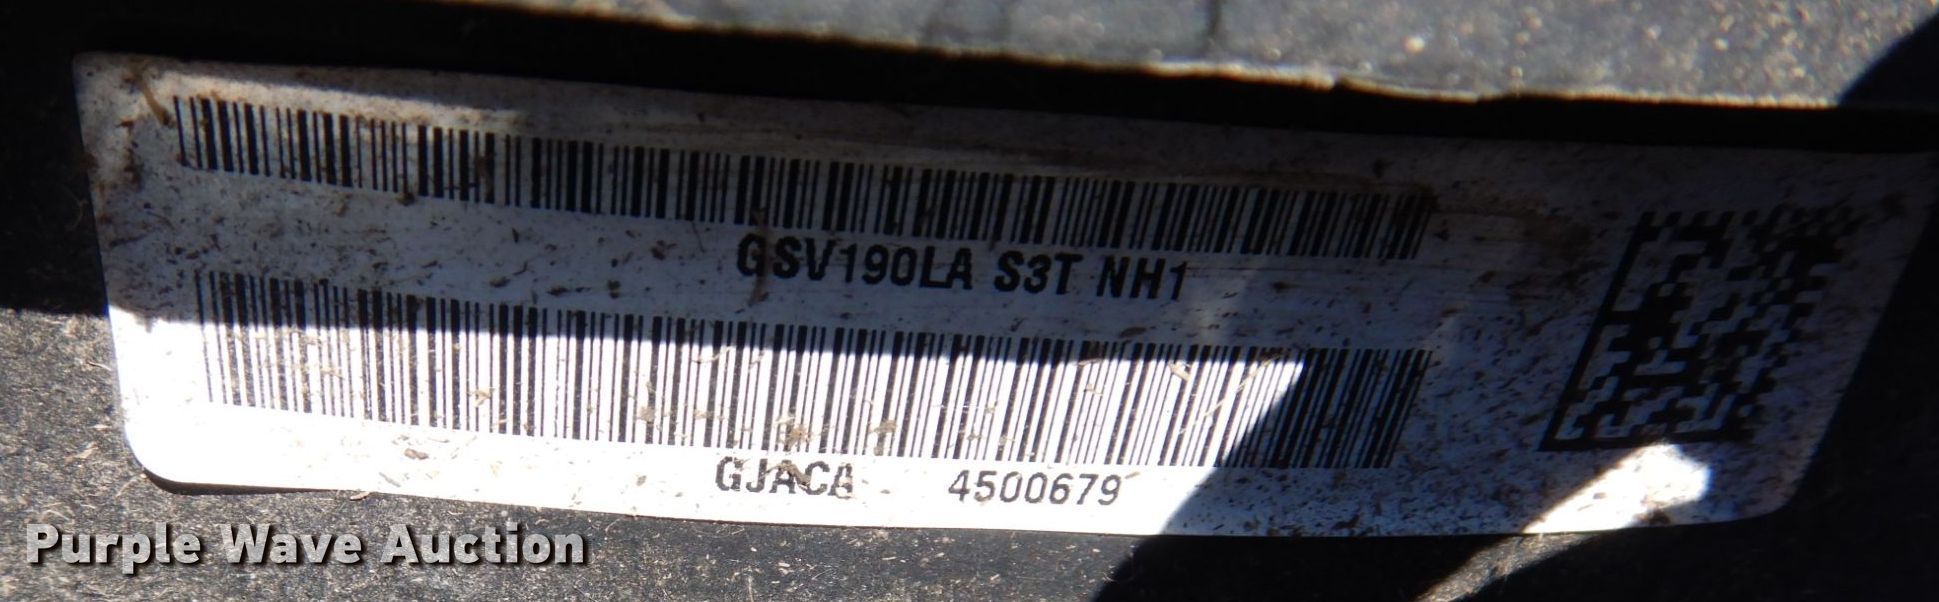 GSV190LA S3T NH1
GJACA 4500679
Purple Wave Auction